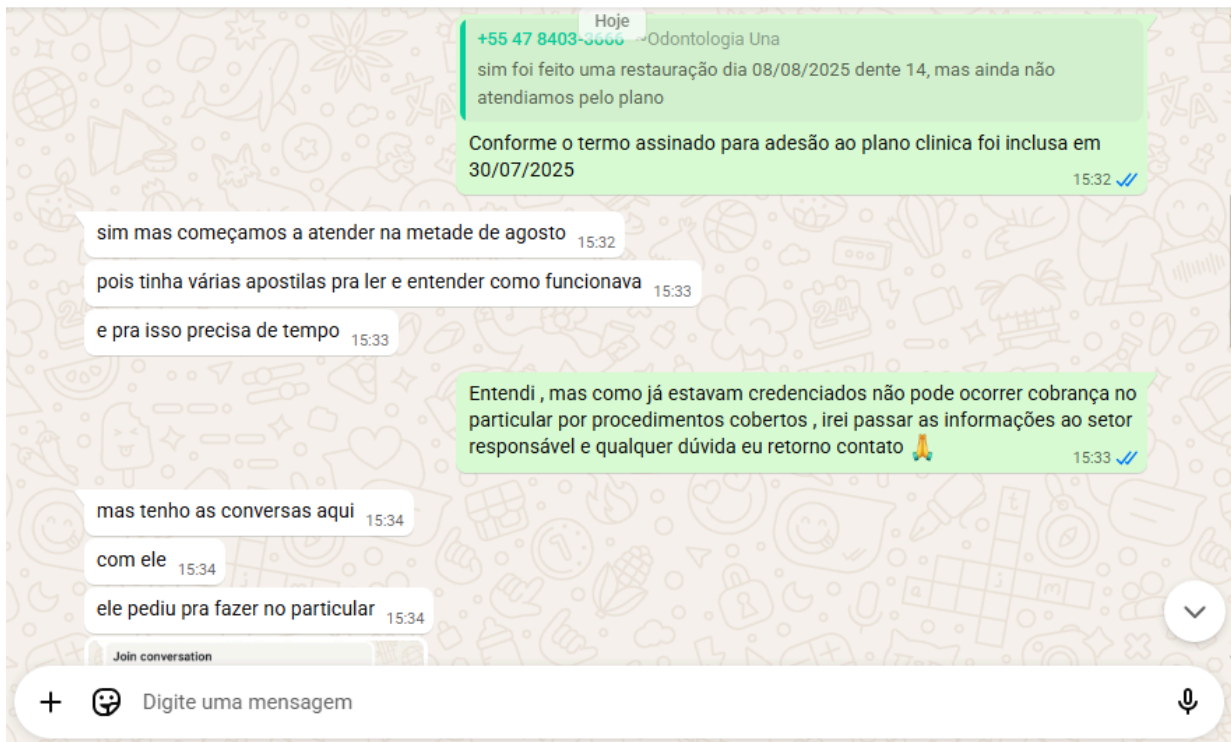 Hoje
~Odontologia Una
sim foi feito uma restauração dia 08/08/2025 dente 14, mas ainda não
atendiamos pelo plano
Conforme o termo assinado para adesão ao plano clinica foi inclusa em
30/07/2025
15:32
sim mas começamos a atender na metade de agosto 15:32
pois tinha várias apostilas pra ler e entender como funcionava 15:33
e pra isso precisa de tempo 15:33
Entendi , mas como já estavam credenciados não pode ocorrer cobrança no
particular por procedimentos cobertos , irei passar as informações ao setor
responsável e qualquer dúvida eu retorno contato 🙏
15:33
mas tenho as conversas aqui 15:34
com ele 15:34
ele pediu pra fazer no particular 15:34
Join conversation
Digite uma mensagem